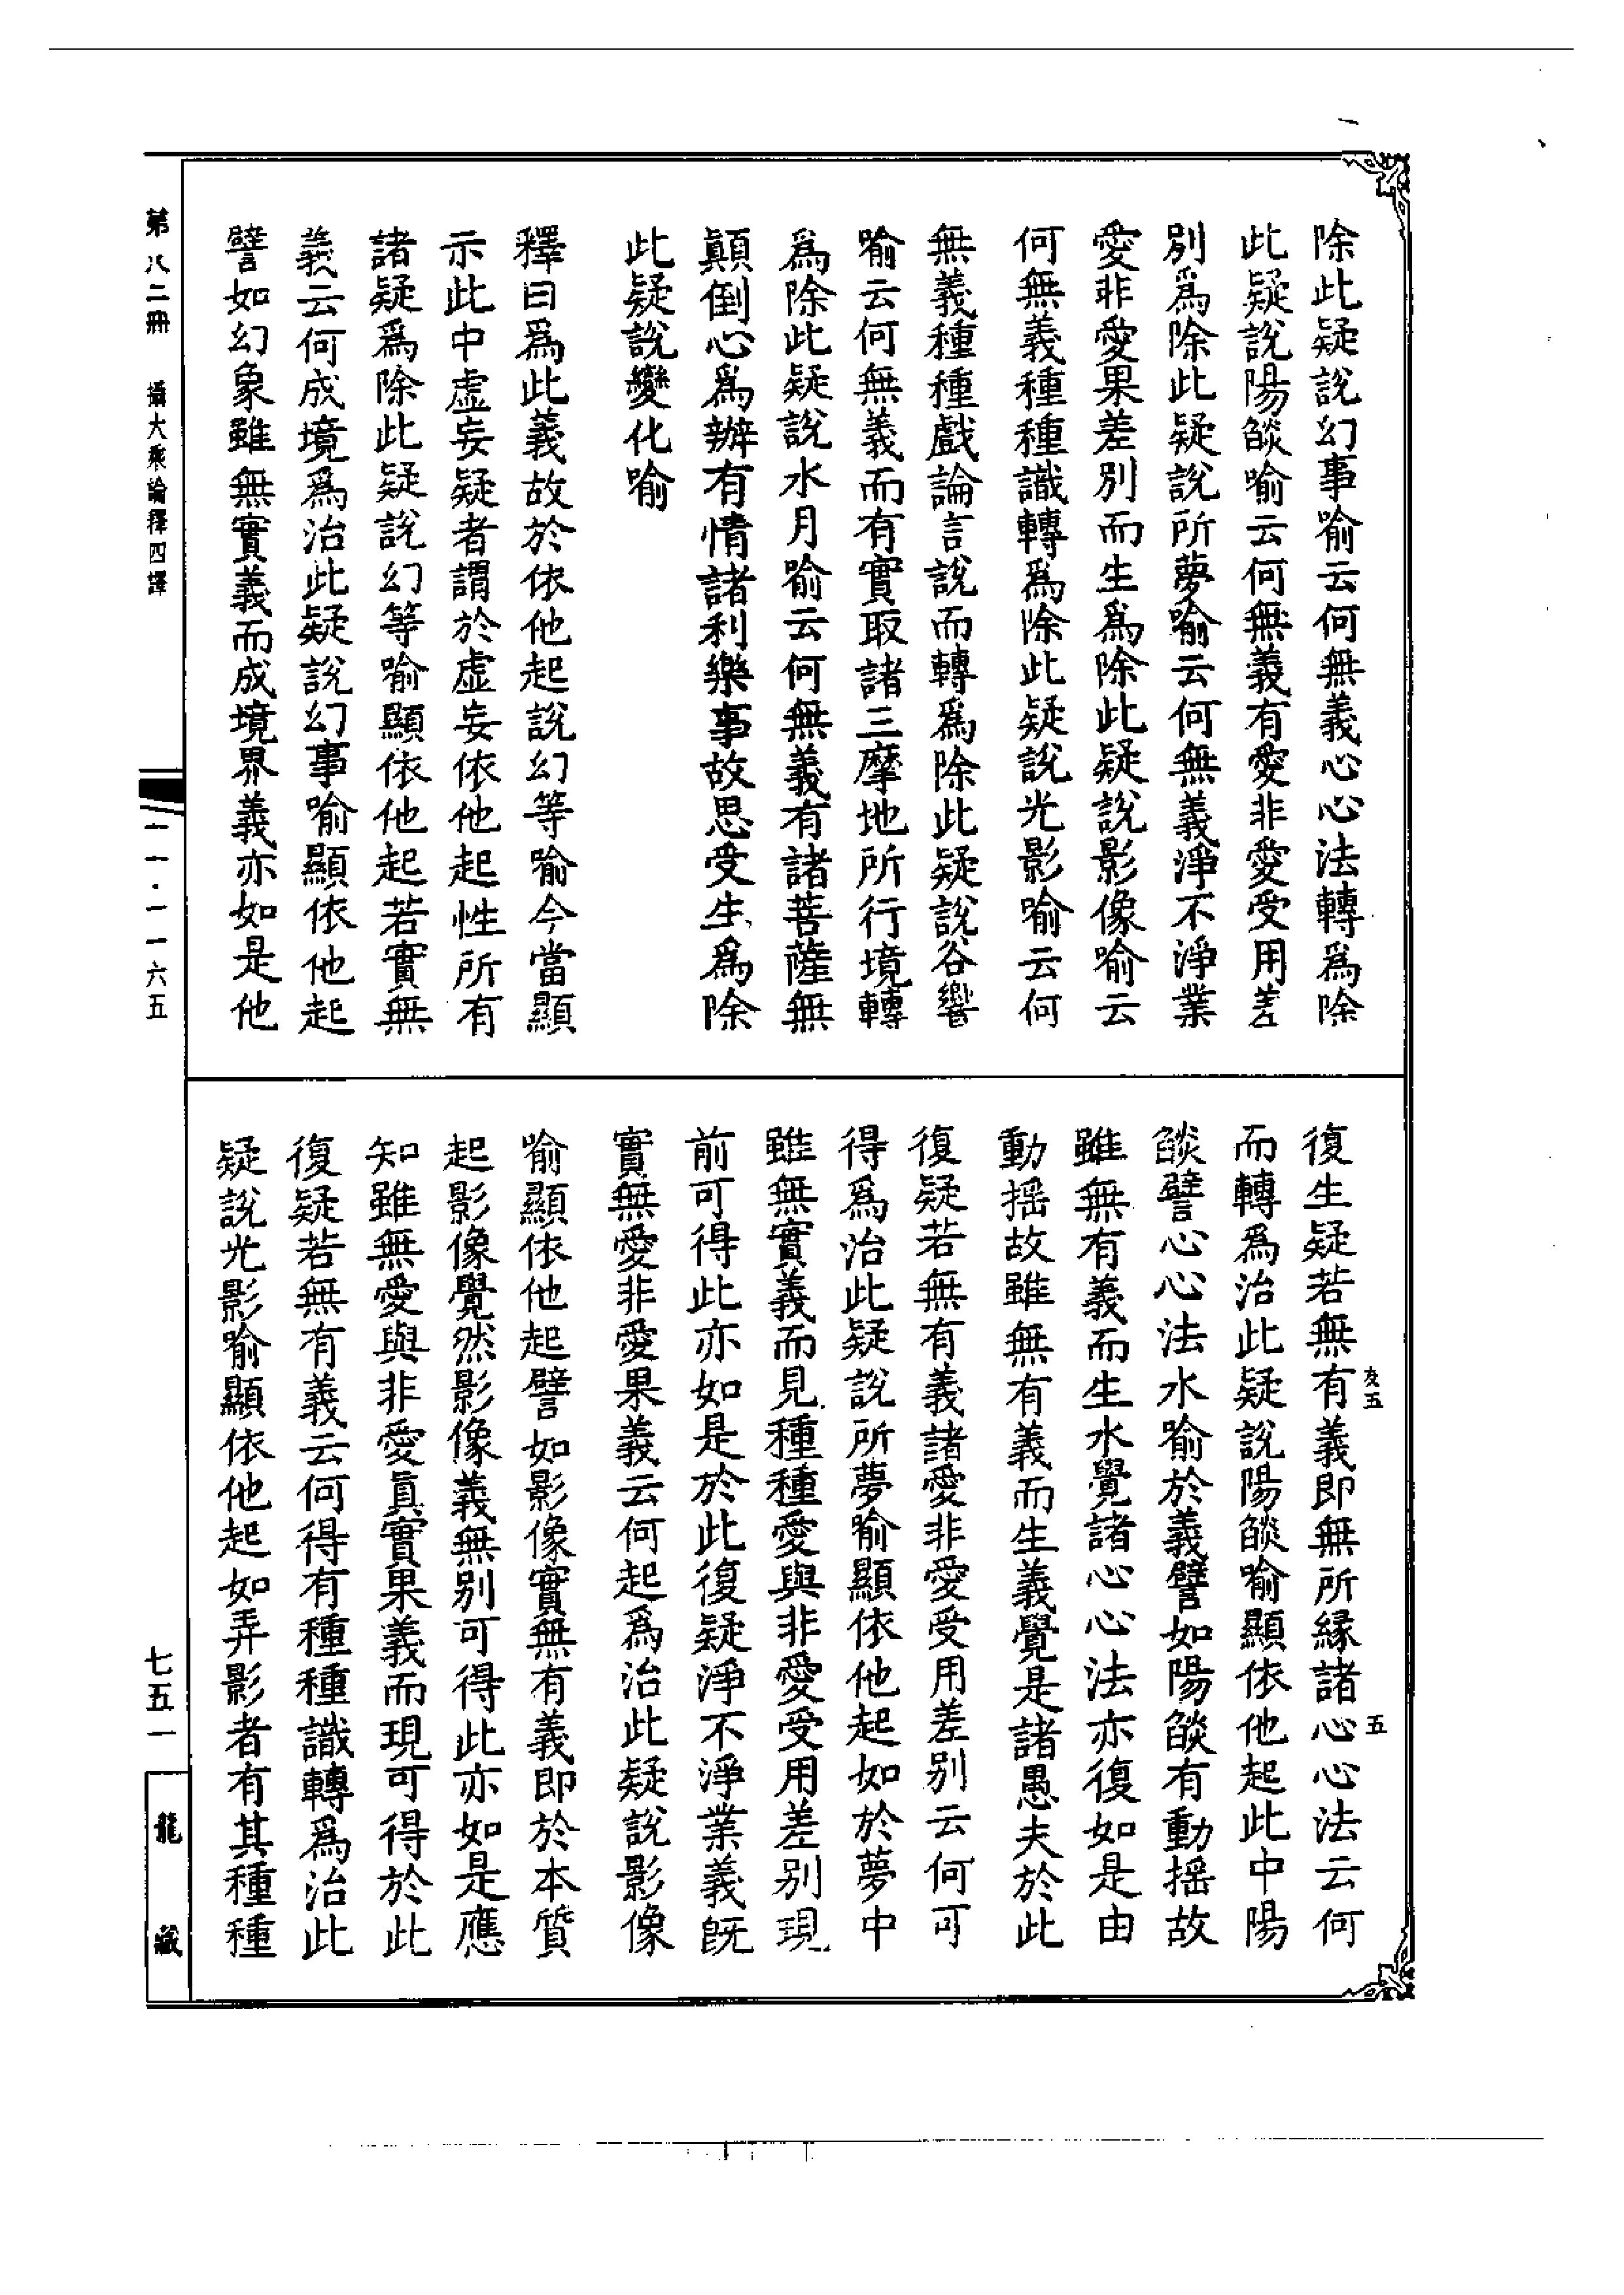 除此疑說幻事喻云何無義心心法轉爲除
此疑說陽燄喻云何無義有愛非愛受用差
別爲除此疑說所夢喻云何無義淨不淨業
愛非愛果差別而生爲除此疑說影像喻云
何無義種種識轉爲除此疑說光影喻云何
無義種種戲論言說而轉爲除此疑說谷響
喻云何無義而有實取諸三摩地所行境轉
爲除此疑說水月喻云何無義有諸菩薩無
顛倒心爲辦有情諸利樂事故思受生爲除
此疑說變化喻
釋曰爲此義故於依他起說幻等喻今當顯
示此中虛妄疑者謂於虛妄依他起性所有
諸疑爲除此疑說幻等喻顯依他起若實無
義云何成境爲治此疑說幻事喻顯依他起
譬如幻象雖無實義而成境界義亦如是他
復生疑若無有義即無所緣諸心心法云何
而轉爲治此疑說陽燄喻顯依他起此中陽
燄譬心心法水喻於義譬如陽燄有動搖故
雖無有義而生水覺諸心心法亦復如是由
動搖故雖無有義而生義覺是諸愚夫於此
復疑若無有義諸愛非愛受用差別云何可
得爲治此疑說所夢喻顯依他起如於夢中
雖無實義而見種種愛與非愛受用差別現
前可得此亦如是於此復疑淨不淨業義旣
實無愛非愛果義云何起爲治此疑說影像
喻顯依他起譬如影像實無有義即於本質
起影像覺然影像義無別可得此亦如是應
知雖無愛與非愛眞實果義而現可得於此
復疑若無有義云何得有種種識轉爲治此
疑說光影喻顯依他起如弄影者有其種種
亥五
五
第八二冊
攝大乘論釋四譯
一一·一一六五
七五一
龍藏